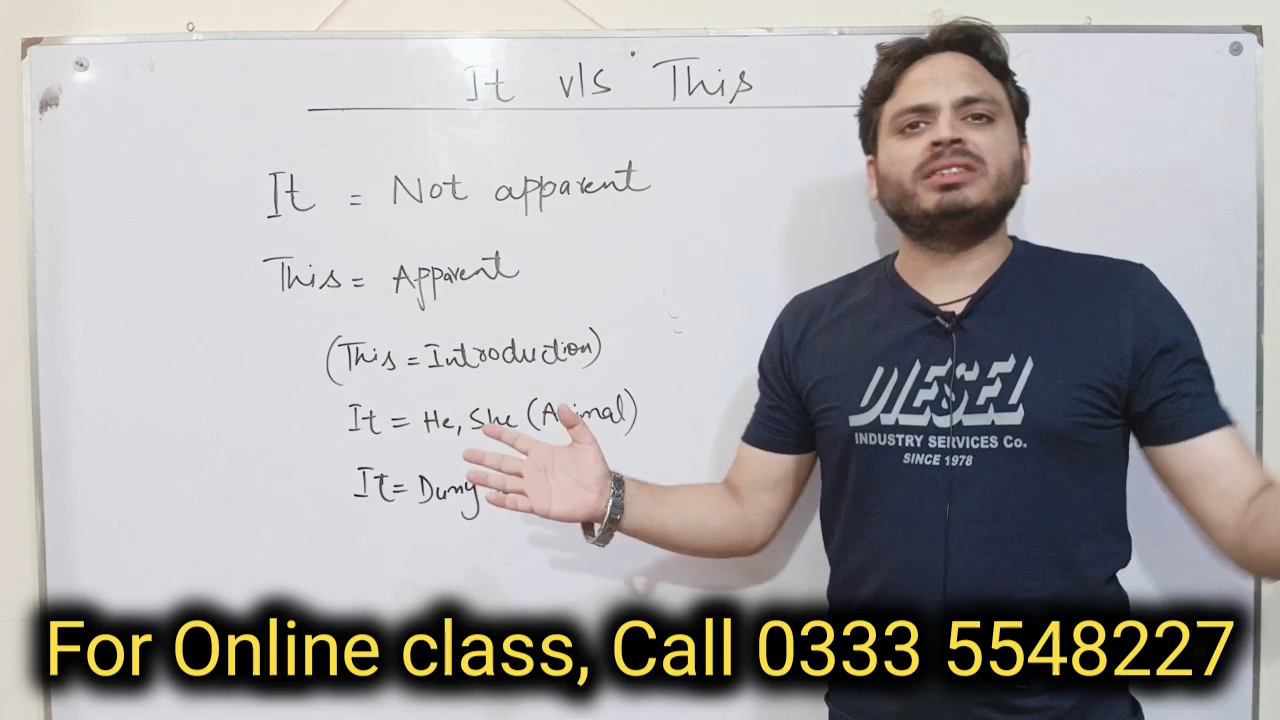 It v/s This
It = Not apparent
This = Apparent
(This = Introduction)
It = He, She (Animal)
It = Dumy
DIESEL
INDUSTRY SERVICES Co.
SINCE 1978
For Online class, Call 0333 5548227